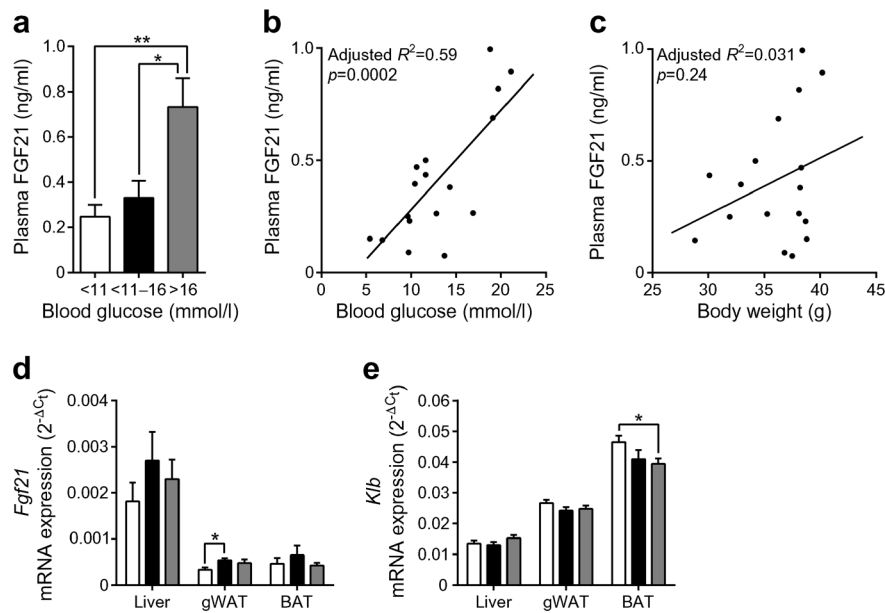 a
Plasma FGF21 (ng/ml)
1.0
0.8
0.6
0.4
0.2
0
**
*
<11 <11–16 >16
Blood glucose (mmol/l)
b
Plasma FGF21 (ng/ml)
1.0
0.5
0
Adjusted R²=0.59
p=0.0002
0 5 10 15 20 25
Blood glucose (mmol/l)
c
Plasma FGF21 (ng/ml)
1.0
0.5
0
Adjusted R²=0.031
p=0.24
25 30 35 40 45
Body weight (g)
d
Fgf21
mRNA expression (2^-ΔCt)
0.004
0.003
0.002
0.001
0
*
Liver gWAT BAT
e
Klb
mRNA expression (2^-ΔCt)
0.06
0.05
0.04
0.03
0.02
0.01
0
*
Liver gWAT BAT